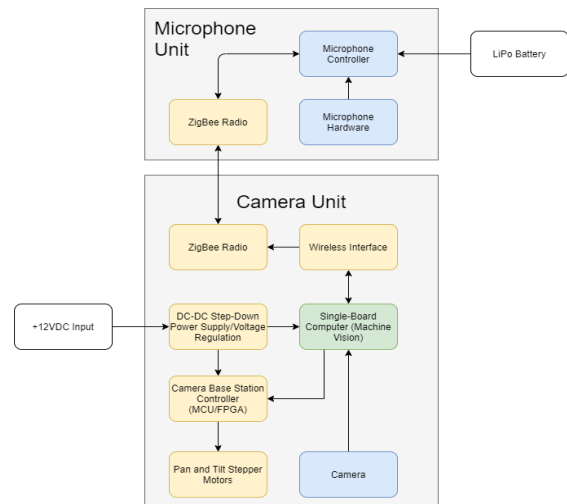 Microphone
Unit
Microphone
Controller
LiPo Battery
ZigBee Radio
Microphone
Hardware
Camera Unit
ZigBee Radio
Wireless Interface
+12VDC Input
DC-DC Step-Down
Power Supply/Voltage
Regulation
Single-Board
Computer (Machine
Vision)
Camera Base Station
Controller
(MCU/FPGA)
Pan and Tilt Stepper
Motors
Camera